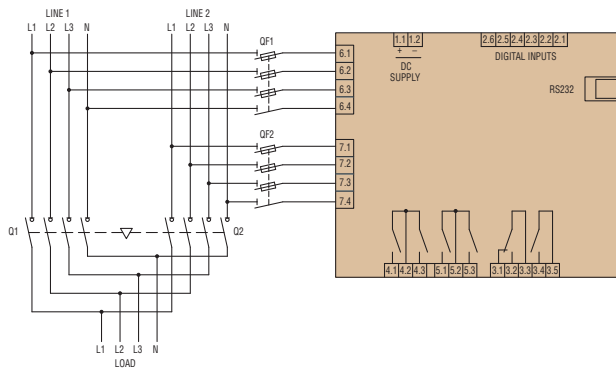 LINE 1 LINE 2
L1 L2 L3 N L1 L2 L3 N
QF1
6.1
6.2
6.3
6.4
1.1 1.2
+ –
DC
SUPPLY
2.6 2.5 2.4 2.3 2.2 2.1
DIGITAL INPUTS
RS232
QF2
7.1
7.2
7.3
7.4
Q1 Q2
4.1 4.2 4.3 5.1 5.2 5.3 3.1 3.2 3.3 3.4 3.5
L1 L2 L3 N
LOAD